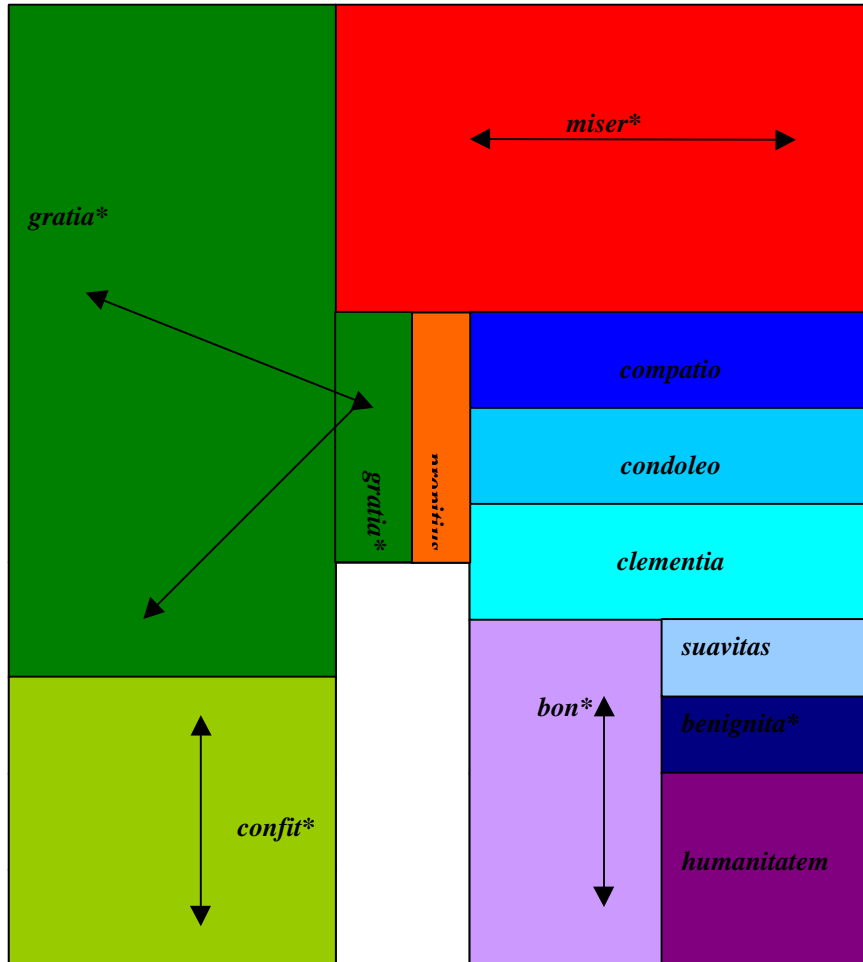 miser*
gratia*
compatio
condoleo
gratia*
clementia
suavitas
bon*
benignita*
confit*
humanitatem